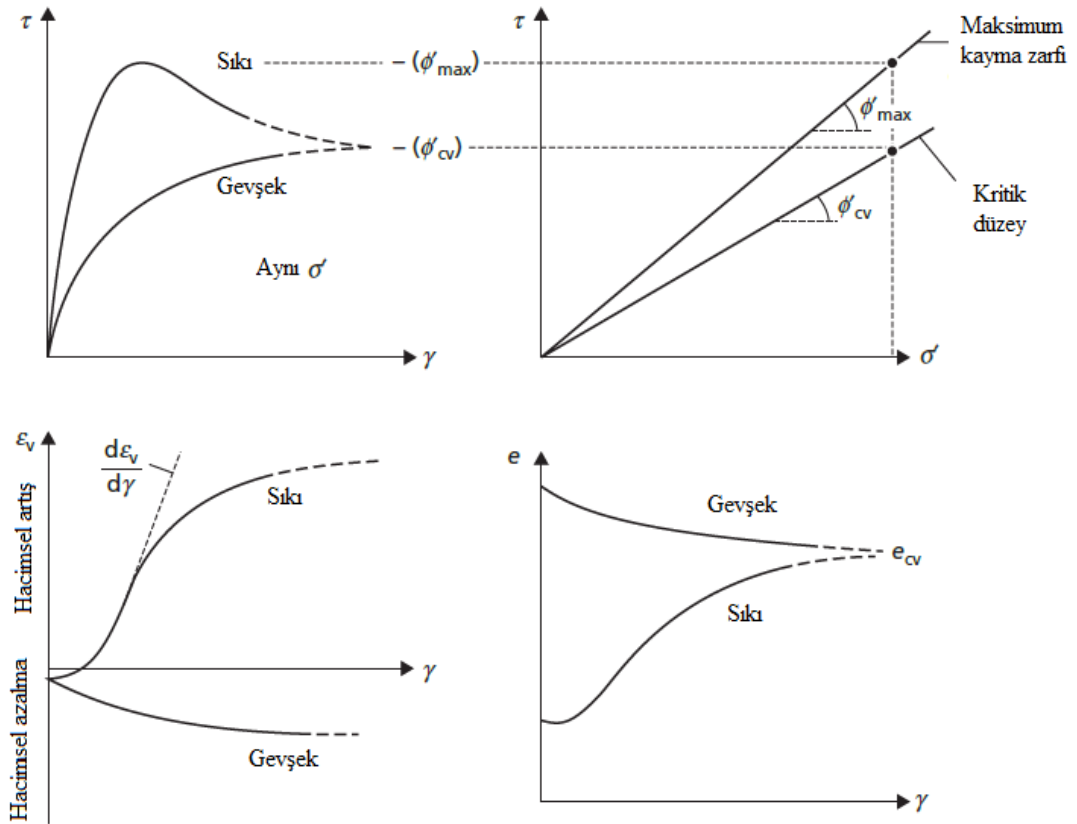 τ
Sıkı
(ϕ′max)
(ϕ′cv)
Gevşek
Aynı σ′
γ
τ
Maksimum
kayma zarfi
ϕ′max
ϕ′cv
Kritik
düzey
σ′
εv
dεv
dγ
Sıkı
Hacimsel artış
Hacimsel azalma
γ
Gevşek
e
Gevşek
ecv
Sıkı
γ